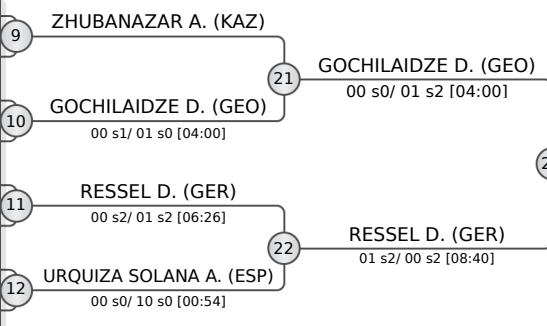 ZHUBANAZAR A. (KAZ)
9
GOCHILAIDZE D. (GEO)
21
00 s0/ 01 s2 [04:00]
GOCHILAIDZE D. (GEO)
10
00 s1/ 01 s0 [04:00]
RESSEL D. (GER)
11
00 s2/ 01 s2 [06:26]
RESSEL D. (GER)
22
01 s2/ 00 s2 [08:40]
URQUIZA SOLANA A. (ESP)
12
00 s0/ 10 s0 [00:54]